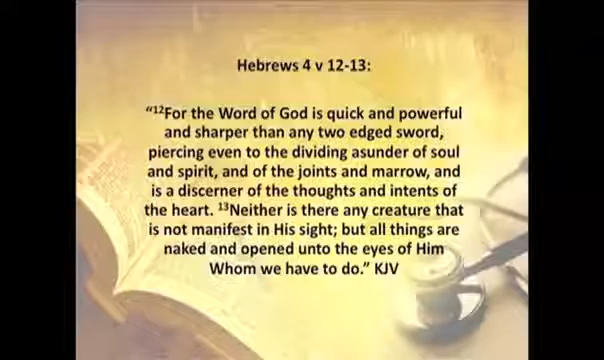 Hebrews 4 v 12-13:
“¹²For the Word of God is quick and powerful
and sharper than any two edged sword,
piercing even to the dividing asunder of soul
and spirit, and of the joints and marrow, and
is a discerner of the thoughts and intents of
the heart. ¹³Neither is there any creature that
is not manifest in His sight; but all things are
naked and opened unto the eyes of Him
Whom we have to do.” KJV